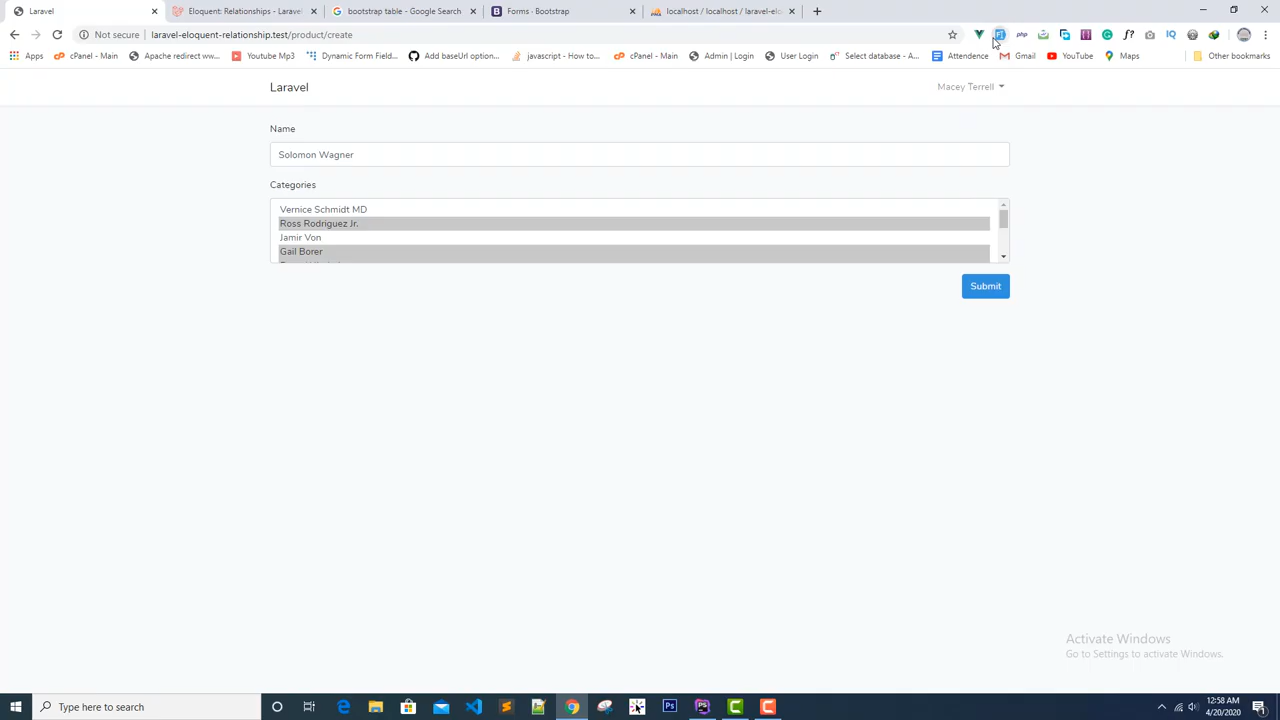 Laravel
Eloquent: Relationships - Laravel
bootstrap table - Google Search
Forms · Bootstrap
localhost / localhost / laravel-elo
Not secure | laravel-eloquent-relationship.test/product/create
Apps
cPanel - Main
Apache redirect ww...
Youtube Mp3
Dynamic Form Field...
Add baseUrl option...
javascript - How to...
cPanel - Main
Admin | Login
User Login
Select database - A...
Attendence
Gmail
YouTube
Maps
Other bookmarks
Laravel
Macey Terrell
Name
Solomon Wagner
Categories
Vernice Schmidt MD
Ross Rodriguez Jr.
Jamir Von
Gail Borer
Submit
Activate Windows
Go to Settings to activate Windows.
Type here to search
12:58 AM
4/20/2020